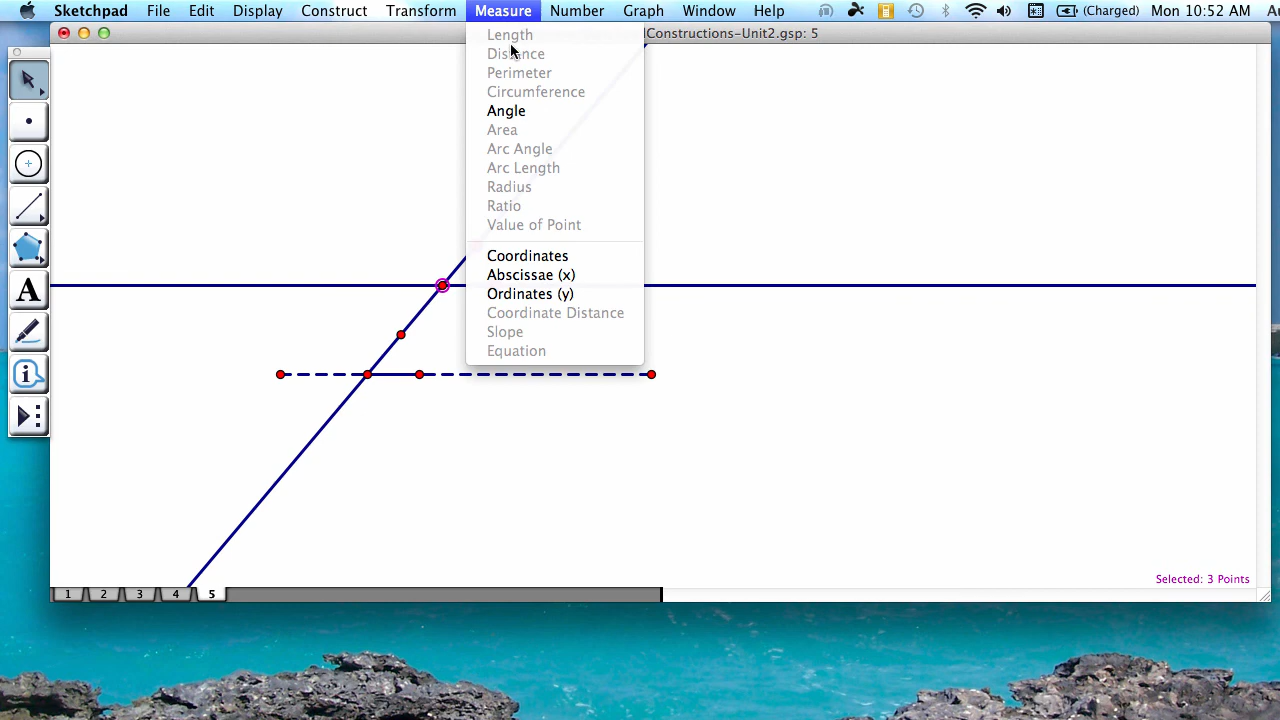 Sketchpad File Edit Display Construct Transform Measure Number Graph Window Help (Charged) Mon 10:52 AM
lConstructions-Unit2.gsp: 5
Length
Distance
Perimeter
Circumference
Angle
Area
Arc Angle
Arc Length
Radius
Ratio
Value of Point
Coordinates
Abscissae (x)
Ordinates (y)
Coordinate Distance
Slope
Equation
A
i
Selected: 3 Points
1 2 3 4 5